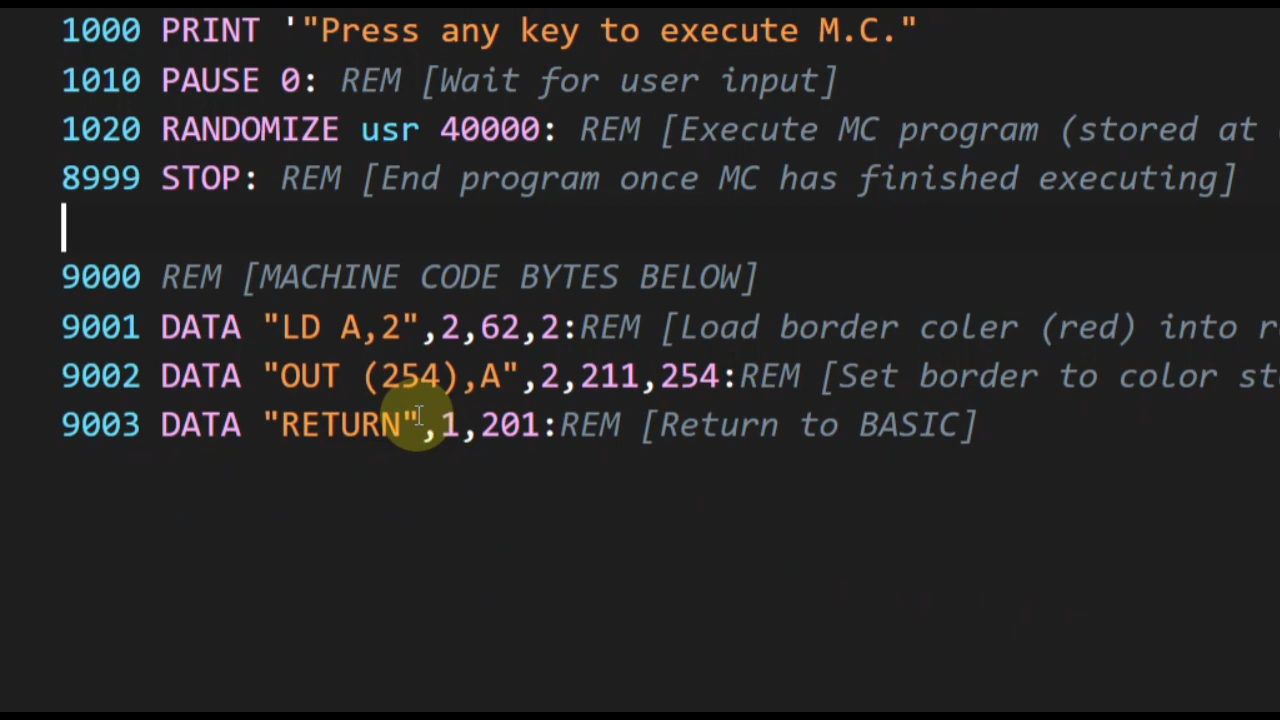 1000 PRINT '"Press any key to execute M.C."
1010 PAUSE 0: REM [Wait for user input]
1020 RANDOMIZE usr 40000: REM [Execute MC program (stored at
8999 STOP: REM [End program once MC has finished executing]
9000 REM [MACHINE CODE BYTES BELOW]
9001 DATA "LD A,2",2,62,2:REM [Load border coler (red) into
9002 DATA "OUT (254),A",2,211,254:REM [Set border to color
9003 DATA "RETURN",1,201:REM [Return to BASIC]